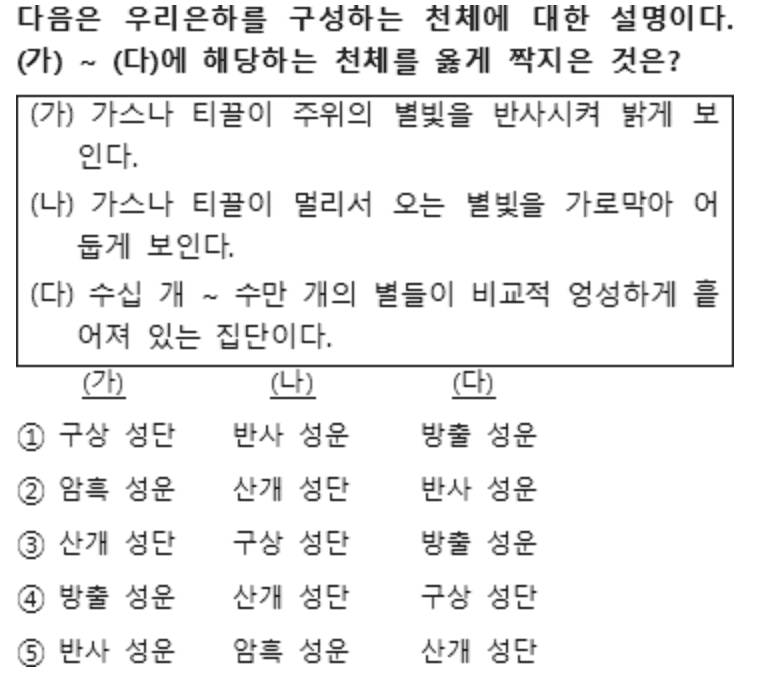 다음은 우리은하를 구성하는 천체에 대한 설명이다.
(가) ~ (다)에 해당하는 천체를 옳게 짝지은 것은?
(가) 가스나 티끌이 주위의 별빛을 반사시켜 밝게 보
인다.
(나) 가스나 티끌이 멀리서 오는 별빛을 가로막아 어
둡게 보인다.
(다) 수십 개 ~ 수만 개의 별들이 비교적 엉성하게 흩
어져 있는 집단이다.
(가) (나) (다)
① 구상 성단 반사 성운 방출 성운
② 암흑 성운 산개 성단 반사 성운
③ 산개 성단 구상 성단 방출 성운
④ 방출 성운 산개 성단 구상 성단
⑤ 반사 성운 암흑 성운 산개 성단